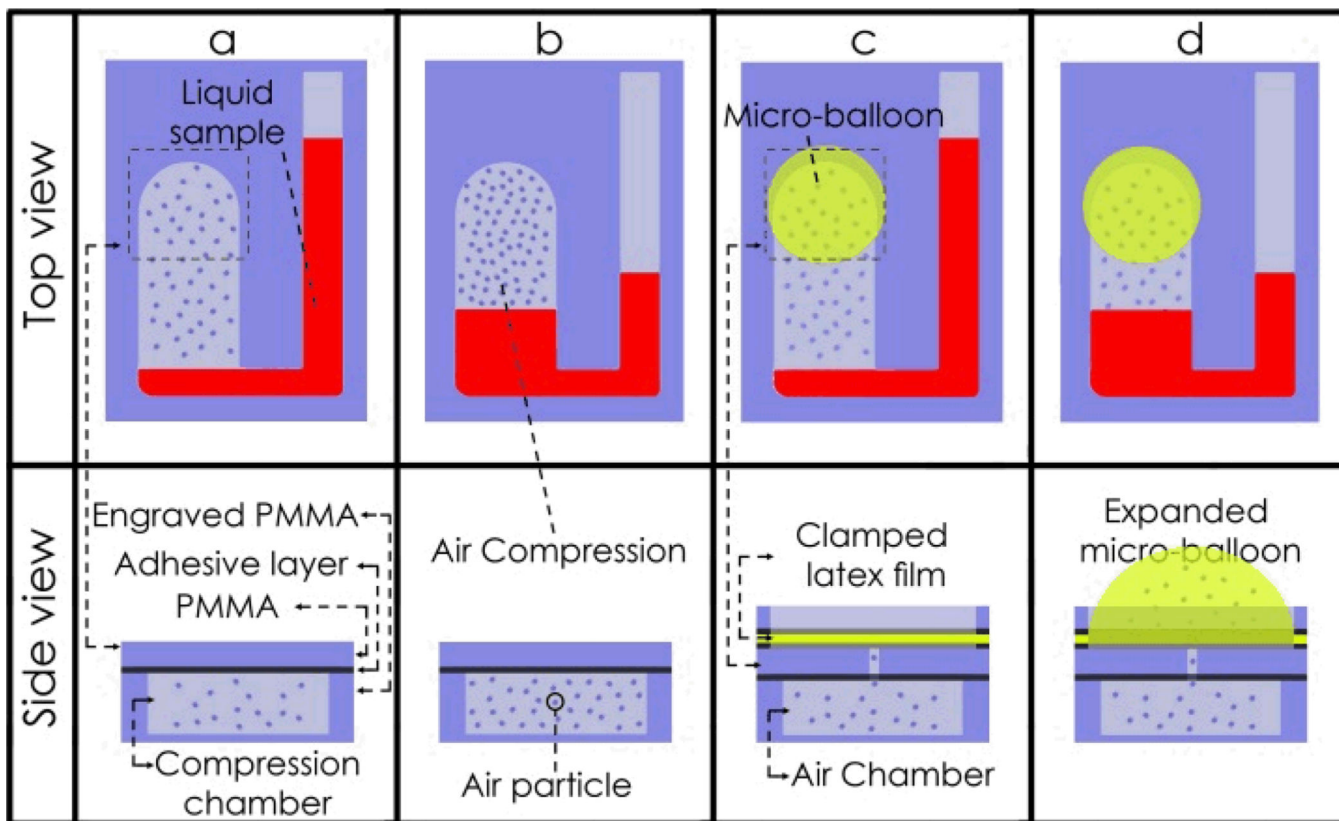 a
b
c
d
Top view
Liquid
sample
Micro-balloon
Side view
Engraved PMMA
Adhesive layer
PMMA
Compression
chamber
Air Compression
Air particle
Clamped
latex film
Air Chamber
Expanded
micro-balloon